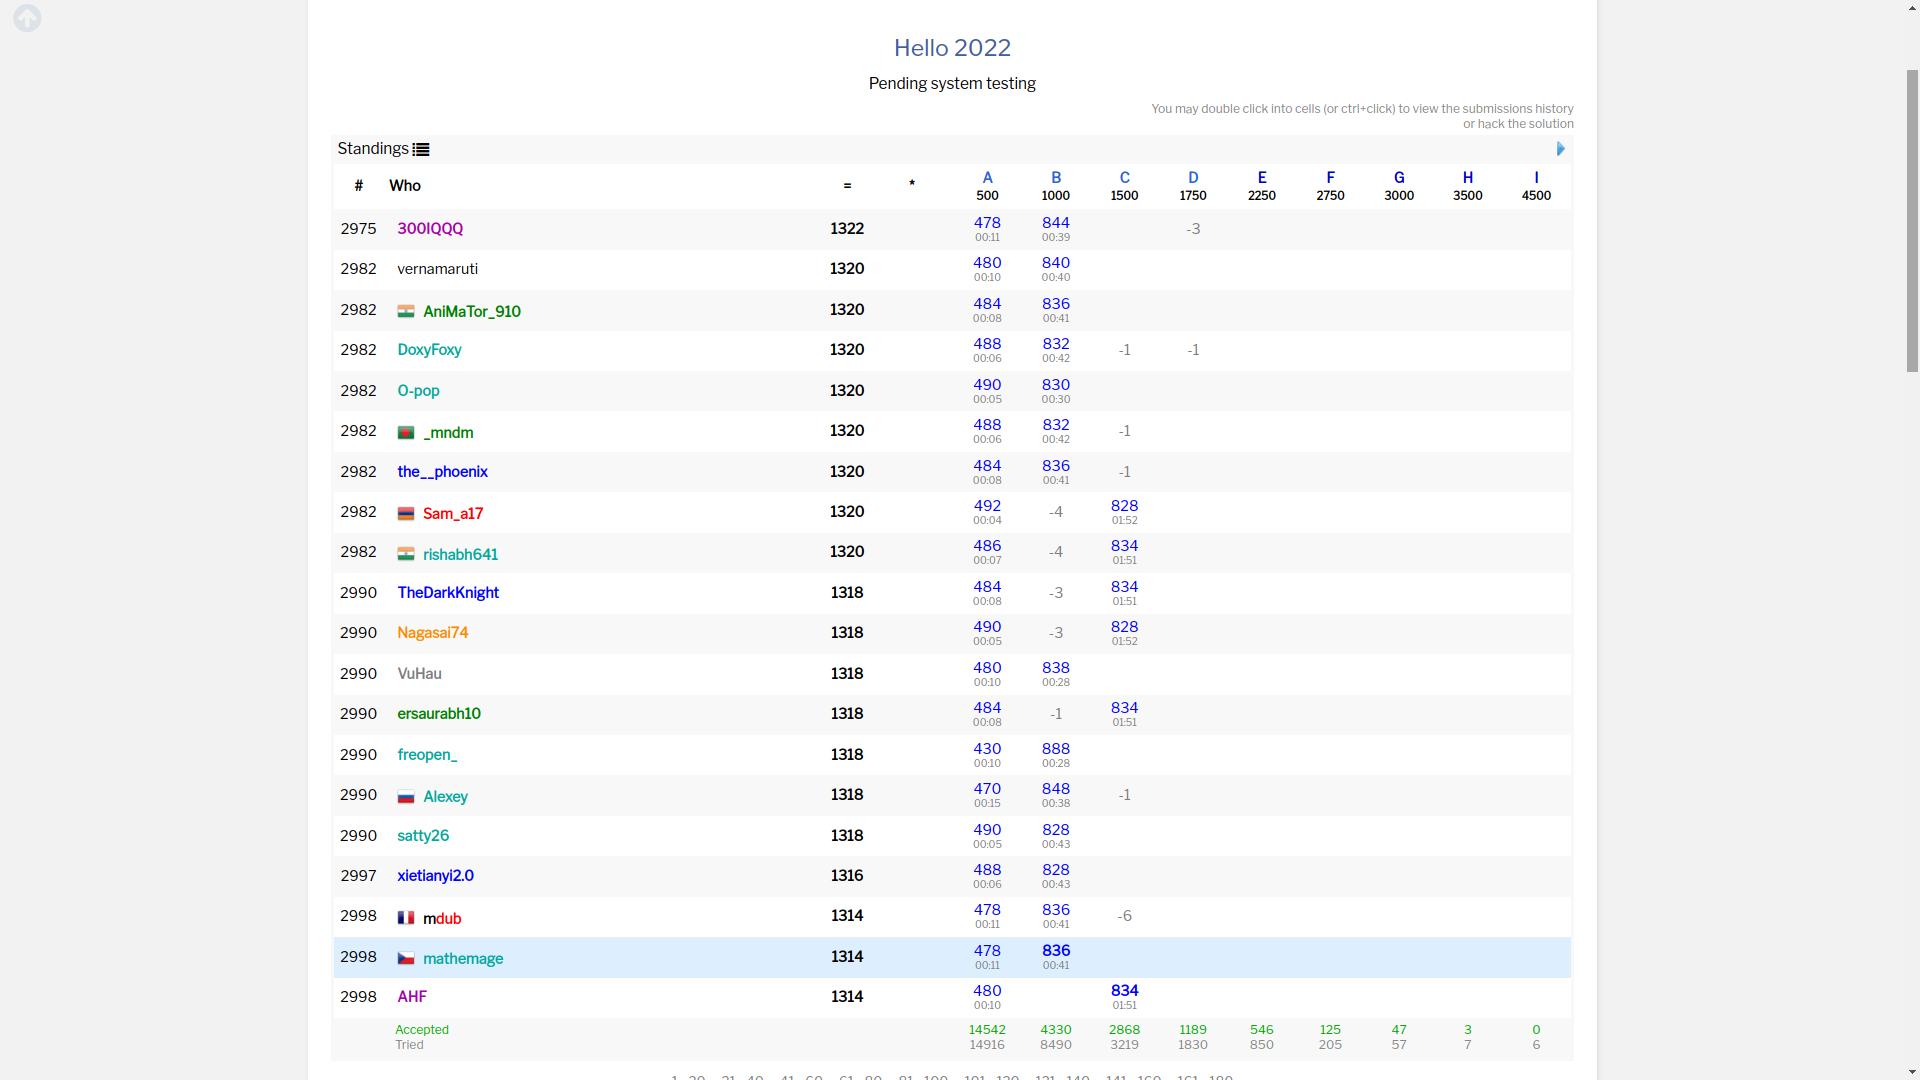 Hello 2022
Pending system testing
You may double click into cells (or ctrl+click) to view the submissions history
or hack the solution
Standings
# Who = * A B C D E F G H I
500 1000 1500 1750 2250 2750 3000 3500 4500
2975 300IQQQ 1322 478 844 -3
00:11 00:39
2982 vernamaruti 1320 480 840
00:10 00:40
2982 AniMaTor_910 1320 484 836
00:08 00:41
2982 DoxyFoxy 1320 488 832 -1 -1
00:06 00:42
2982 O-pop 1320 490 830
00:05 00:30
2982 _mndm 1320 488 832 -1
00:06 00:42
2982 the__phoenix 1320 484 836 -1
00:08 00:41
2982 Sam_a17 1320 492 -4 828
00:04 01:52
2982 rishabh641 1320 486 -4 834
00:07 01:51
2990 TheDarkKnight 1318 484 -3 834
00:08 01:51
2990 Nagasai74 1318 490 -3 828
00:05 01:52
2990 VuHau 1318 480 838
00:10 00:28
2990 ersaurabh10 1318 484 -1 834
00:08 01:51
2990 freopen_ 1318 430 888
00:10 00:28
2990 Alexey 1318 470 848 -1
00:15 00:38
2990 satty26 1318 490 828
00:05 00:43
2997 xietianyi2.0 1316 488 828
00:06 00:43
2998 mdub 1314 478 836 -6
00:11 00:41
2998 mathemage 1314 478 836
00:11 00:41
2998 AHF 1314 480 834
00:10 01:51
Accepted 14542 4330 2868 1189 546 125 47 3 0
Tried 14916 8490 3219 1830 850 205 57 7 6